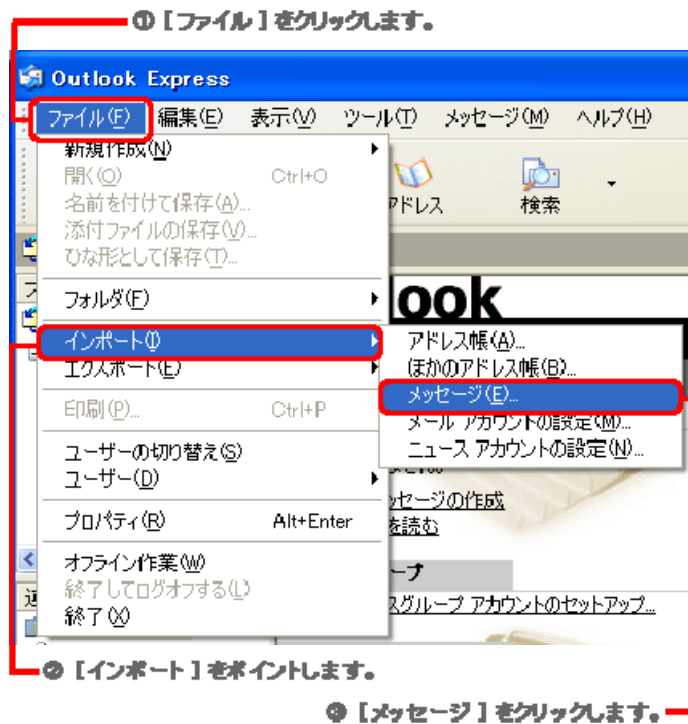 ① [ファイル]をクリックします。
Outlook Express
ファイル(F) 編集(E) 表示(V) ツール(T) メッセージ(M) ヘルプ(H)
新規作成(N)
開く(O) Ctrl+O
名前を付けて保存(A)...
添付ファイルの保存(V)...
ひな形として保存(T)...
ドレス 検索
フォルダ(F)
look
インポート(I)
エクスポート(E)
印刷(P)... Ctrl+P
アドレス帳(A)...
ほかのアドレス帳(B)...
メッセージ(E)...
メール アカウントの設定(M)...
ニュース アカウントの設定(N)...
ユーザーの切り替え(S)
ユーザー(D)
ッセージの作成
プロパティ(R) Alt+Enter
を読む
オフライン作業(W)
ープ
終了してログオフする(L)
スグループ アカウントのセットアップ...
終了(X)
② [インポート]をポイントします。
③ [メッセージ]をクリックします。